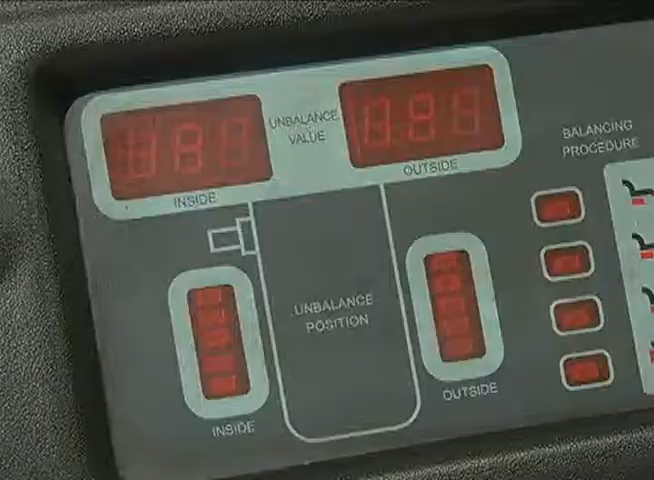 UNBALANCE
VALUE
INSIDE
OUTSIDE
BALANCING
PROCEDURE
UNBALANCE
POSITION
INSIDE
OUTSIDE